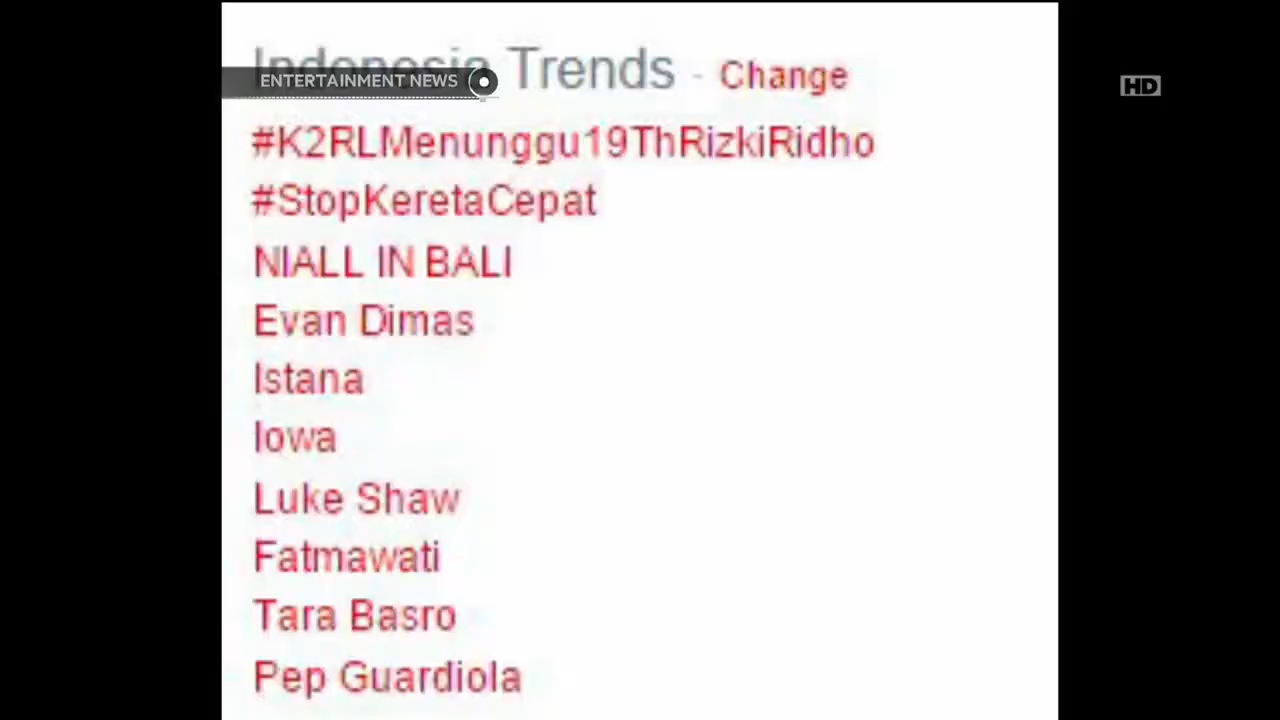 Indonesia Trends - Change
ENTERTAINMENT NEWS
HD
#K2RLMenunggu19ThRizkiRidho
#StopKeretaCepat
NIALL IN BALI
Evan Dimas
Istana
Iowa
Luke Shaw
Fatmawati
Tara Basro
Pep Guardiola